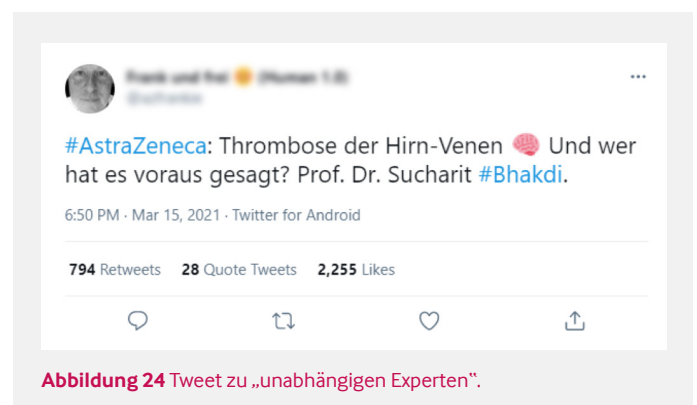 #AstraZeneca: Thrombose der Hirn-Venen 🧠 Und wer
hat es voraus gesagt? Prof. Dr. Sucharit #Bhakdi.
6:50 PM · Mar 15, 2021 · Twitter for Android
794 Retweets 28 Quote Tweets 2,255 Likes
Abbildung 24 Tweet zu „unabhängigen Experten“.